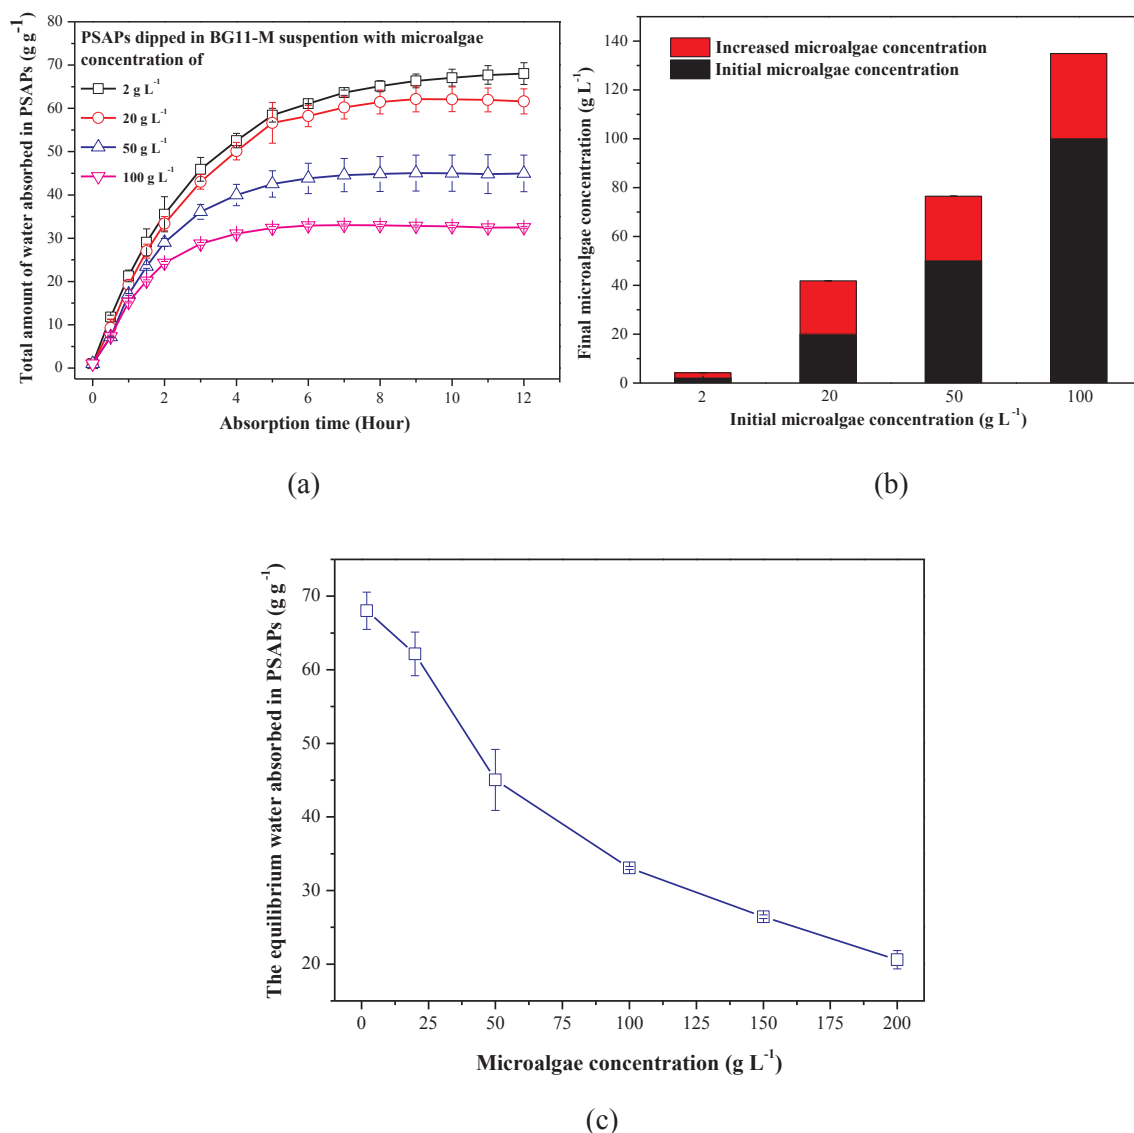 PSAPs dipped in BG11-M suspention with microalgae
concentration of
2 g L-1
20 g L-1
50 g L-1
100 g L-1
Total amount of water absorbed in PSAPs (g g-1)
80
70
60
50
40
30
20
10
0
0 2 4 6 8 10 12
Absorption time (Hour)
(a)
Increased microalgae concentration
Initial microalgae concentration
Final microalgae concentration (g L-1)
140
120
100
80
60
40
20
0
2 20 50 100
Initial microalgae concentration (g L-1)
(b)
The equilibrium water absorbed in PSAPs (g g-1)
70
60
50
40
30
20
0 25 50 75 100 125 150 175 200
Microalgae concentration (g L-1)
(c)